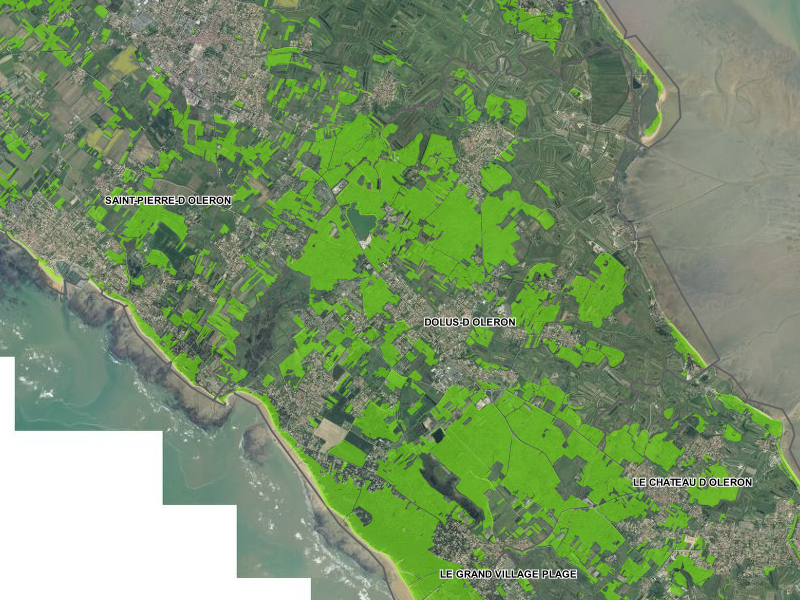 SAINT-PIERRE-D OLERON
DOLUS-D OLERON
LE CHATEAU D OLERON
LE GRAND VILLAGE PLAGE